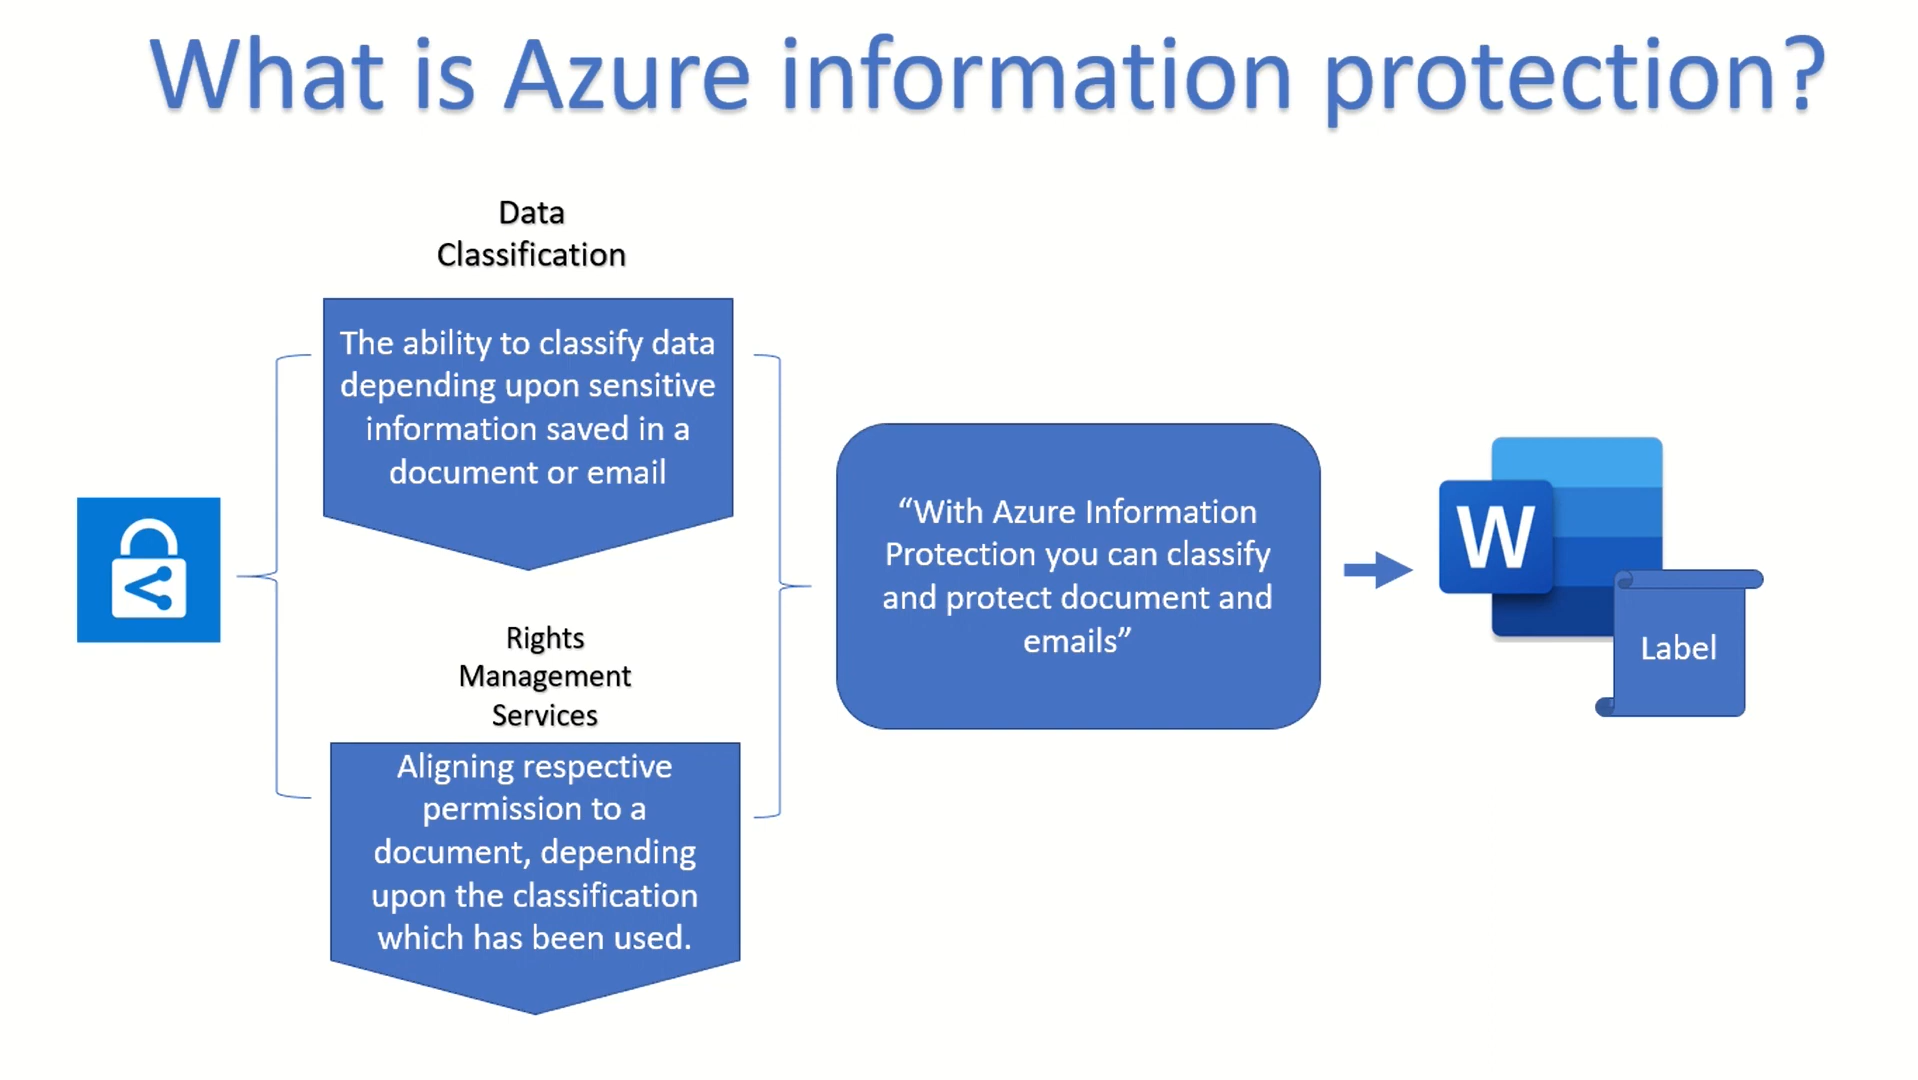 What is Azure information protection?
Data
Classification
The ability to classify data
depending upon sensitive
information saved in a
document or email
Rights
Management
Services
Aligning respective
permission to a
document, depending
upon the classification
which has been used.
“With Azure Information
Protection you can classify
and protect document and
emails”
W
Label